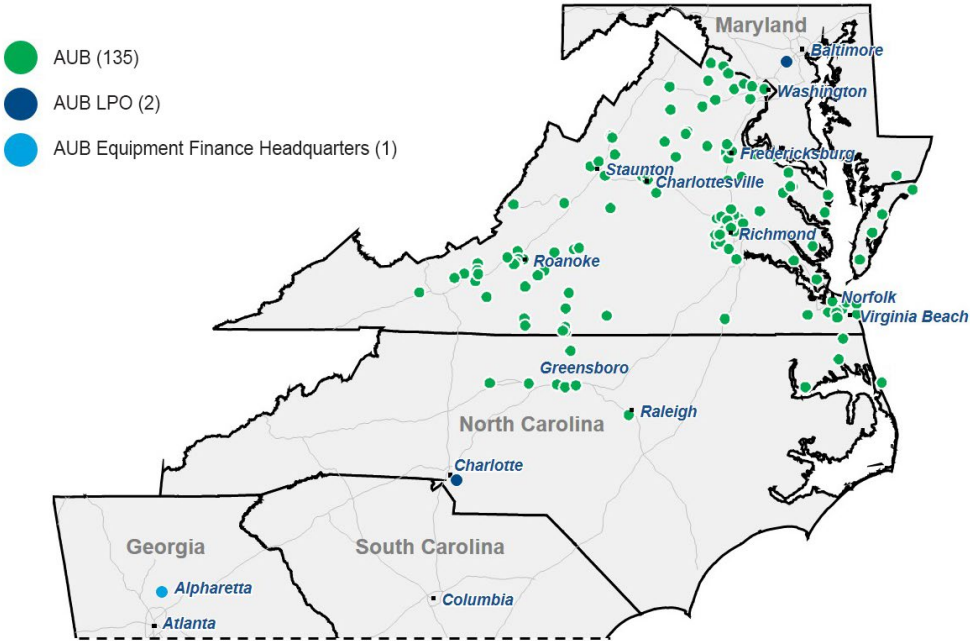 AUB (135)
AUB LPO (2)
AUB Equipment Finance Headquarters (1)
Maryland
Baltimore
Washington
Fredericksburg
Staunton
Charlottesville
Richmond
Roanoke
Norfolk
Virginia Beach
Greensboro
Raleigh
North Carolina
Charlotte
Georgia
South Carolina
Alpharetta
Columbia
Atlanta